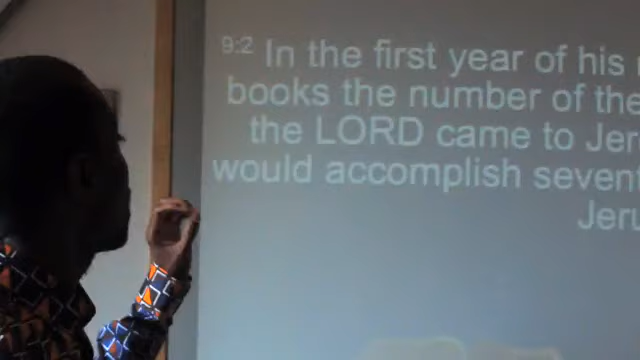 9:2 In the first year of his
books the number of the
the LORD came to
would accomplish